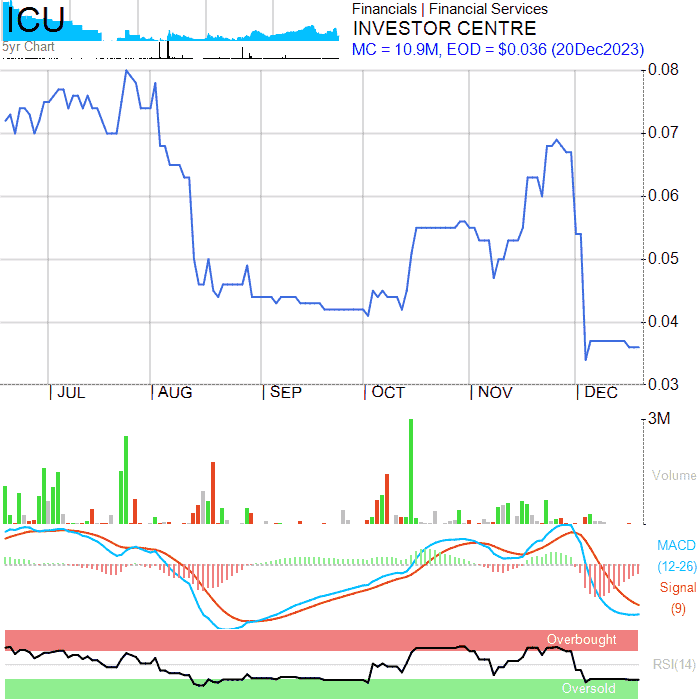 ICU
5yr Chart
Financials | Financial Services
INVESTOR CENTRE
MC = 10.9M, EOD = $0.036 (20Dec2023)
0.08
0.07
0.06
0.05
0.04
0.03
JUL
AUG
SEP
OCT
NOV
DEC
3M
Volume
MACD
(12-26)
Signal
(9)
Overbought
RSI(14)
Oversold